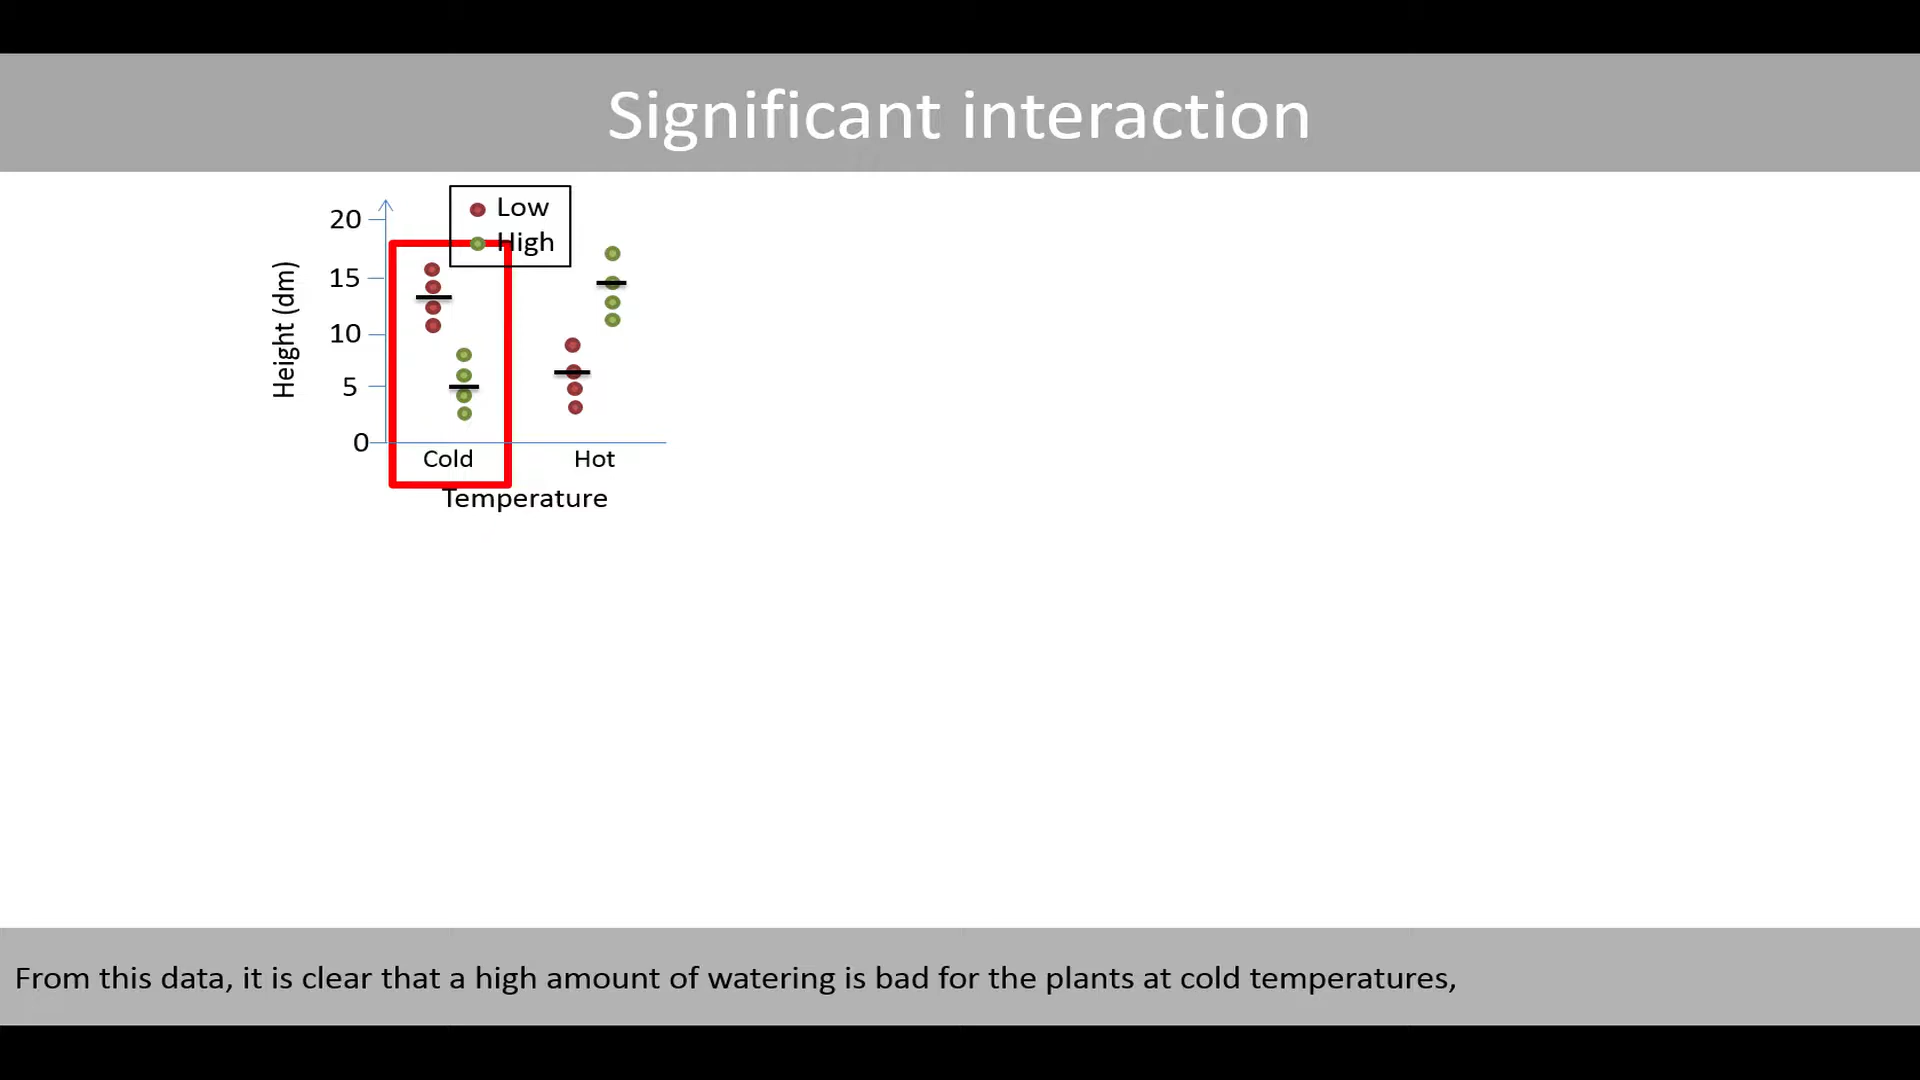 Significant interaction
Low
High
20
15
10
5
0
Height (dm)
Cold
Hot
Temperature
From this data, it is clear that a high amount of watering is bad for the plants at cold temperatures,